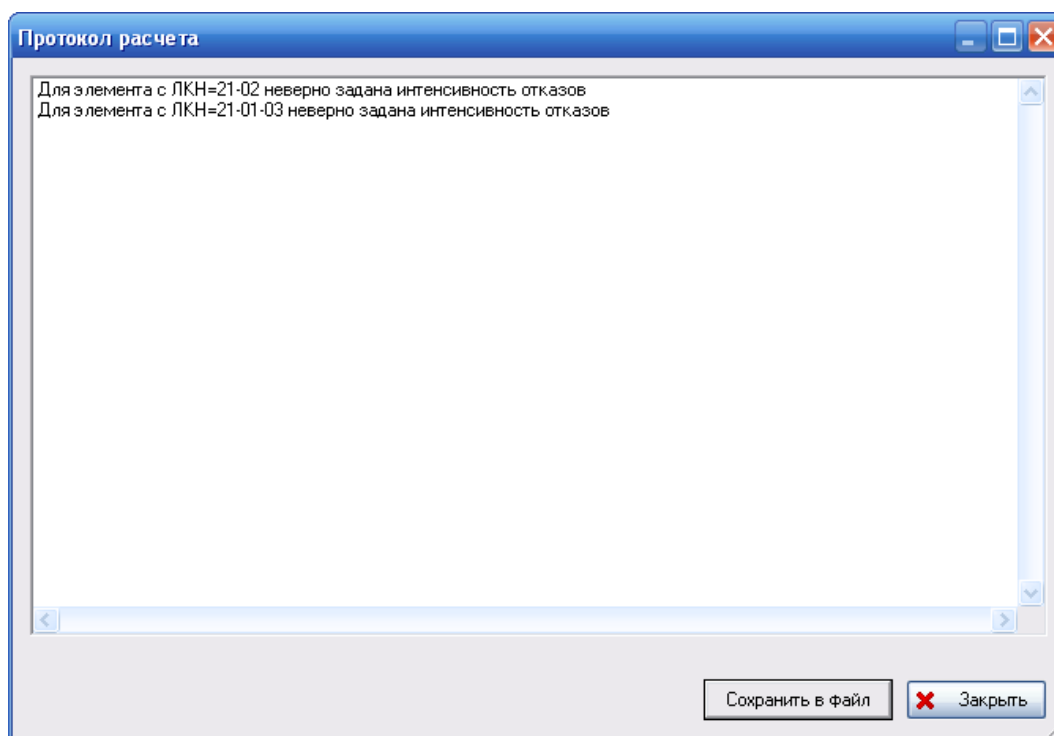 Протокол расчета
Для элемента с ЛКН=21-02 неверно задана интенсивность отказов
Для элемента с ЛКН=21-01-03 неверно задана интенсивность отказов
Сохранить в файл
Закрыть